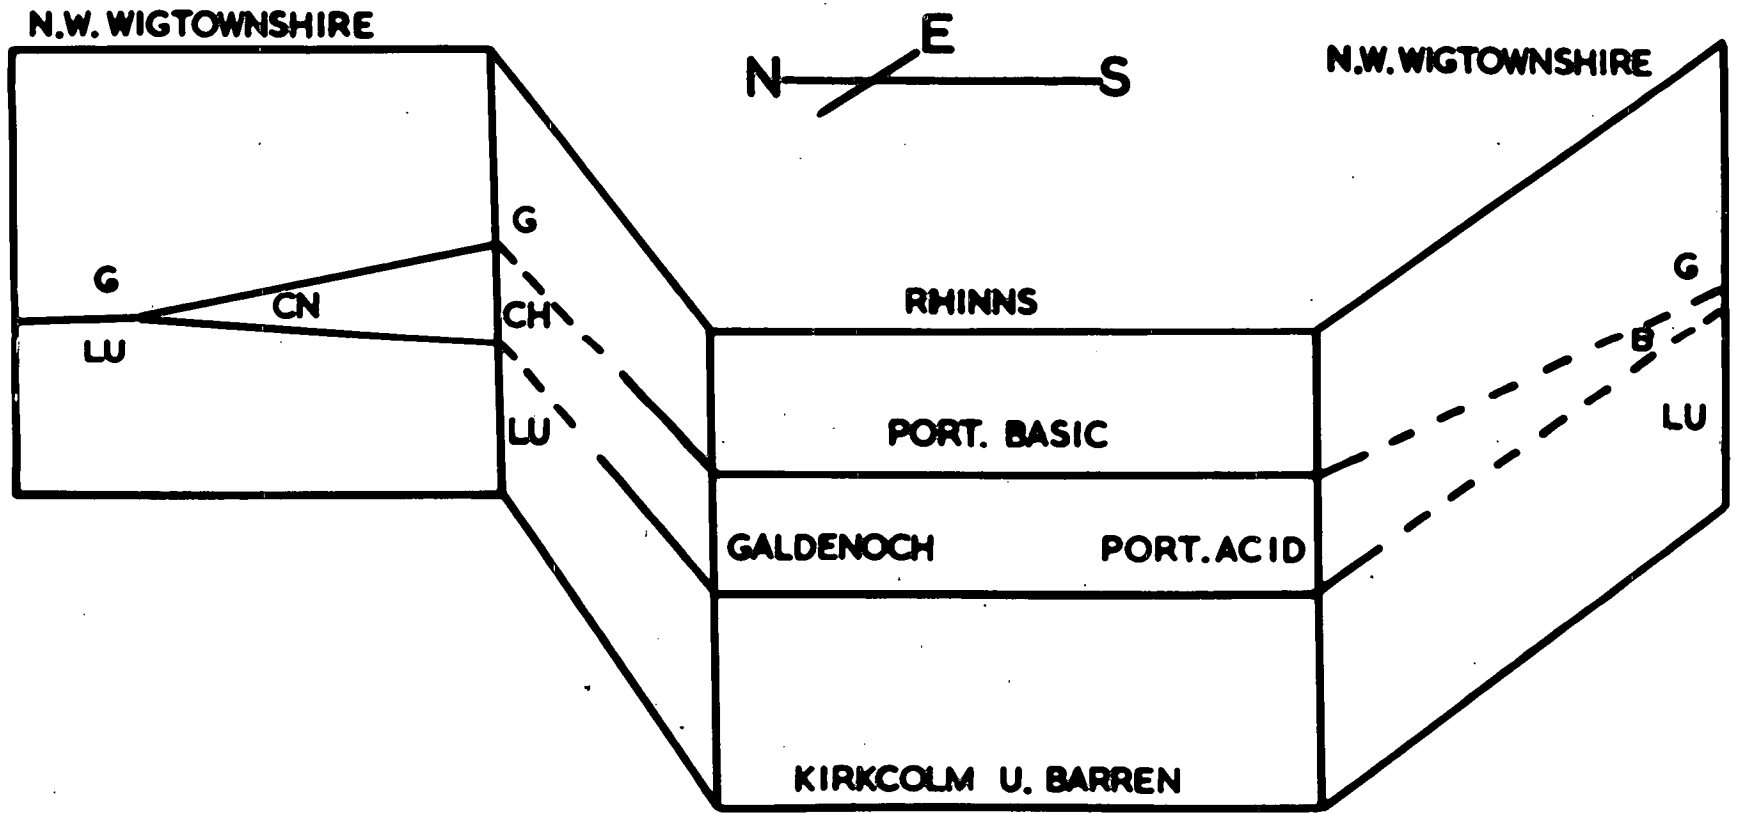 N.W. WIGTOWNSHIRE
E
N
S
N.W. WIGTOWNSHIRE
G
G
CN
CH
LU
LU
RHINNS
PORT. BASIC
GALDENOCH
PORT. ACID
KIRKCOLM U. BARREN
G
B
LU